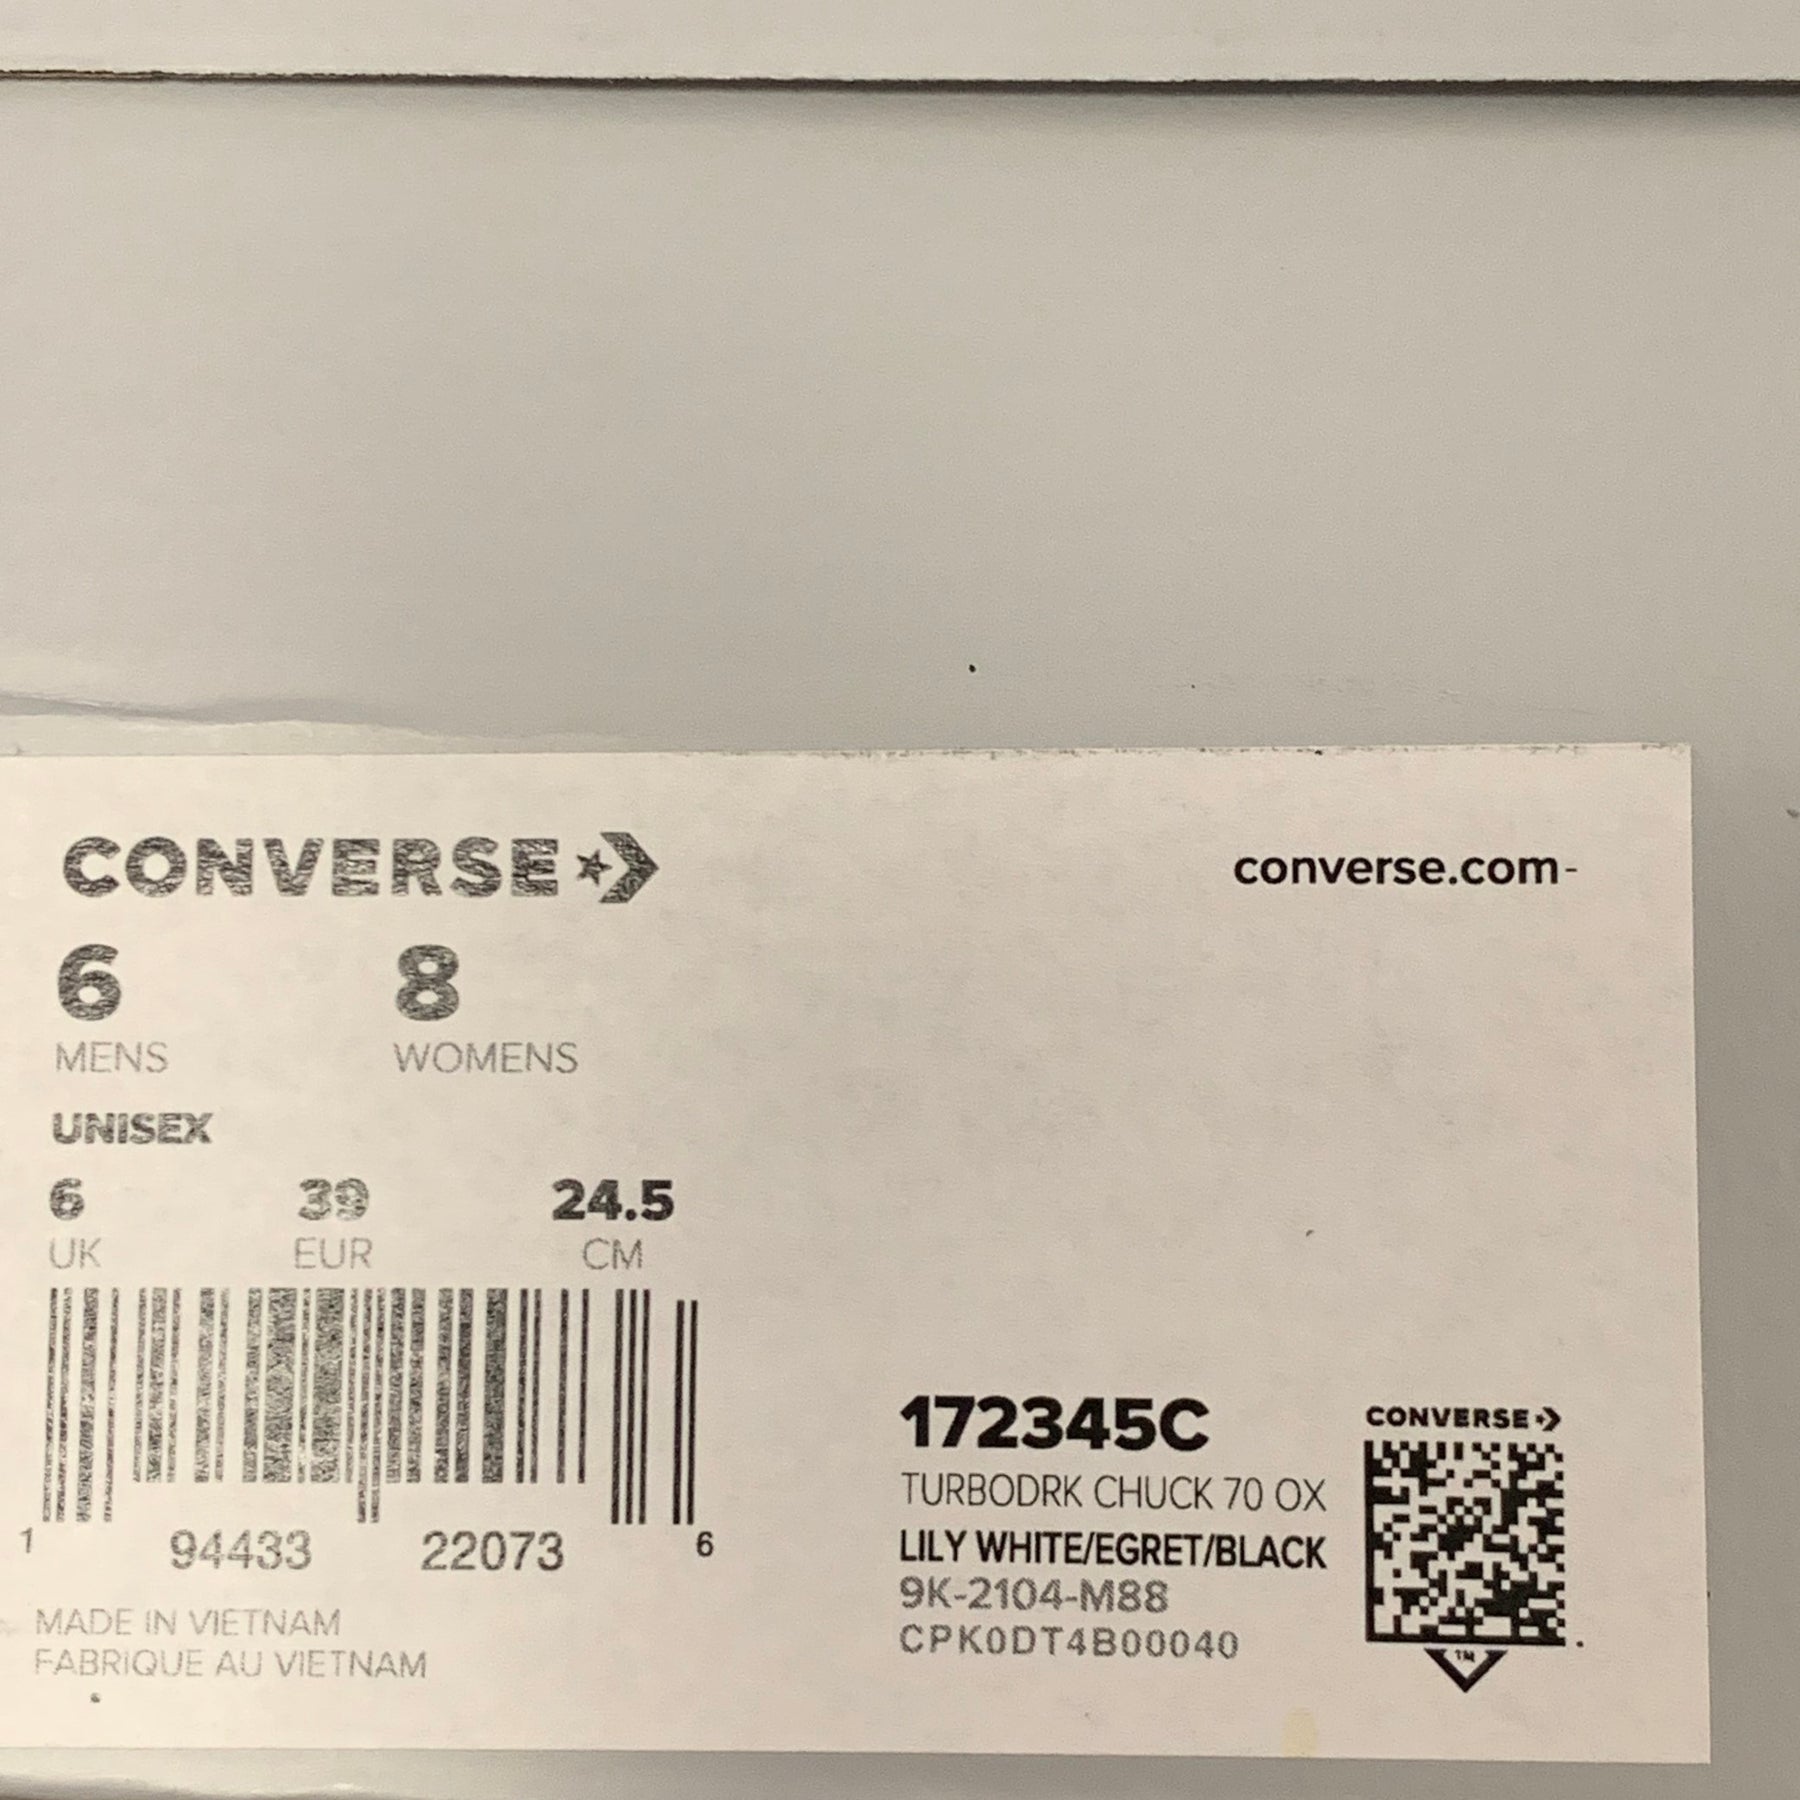 CONVERSE
converse.com-
6 8
MENS WOMENS
UNISEX
6 39 24.5
UK EUR CM
1 94433 22073 6
MADE IN VIETNAM
FABRIQUE AU VIETNAM
172345C
TURBODRK CHUCK 70 OX
LILY WHITE/EGRET/BLACK
9K-2104-M88
CPK0DT4B00040
CONVERSE
TM